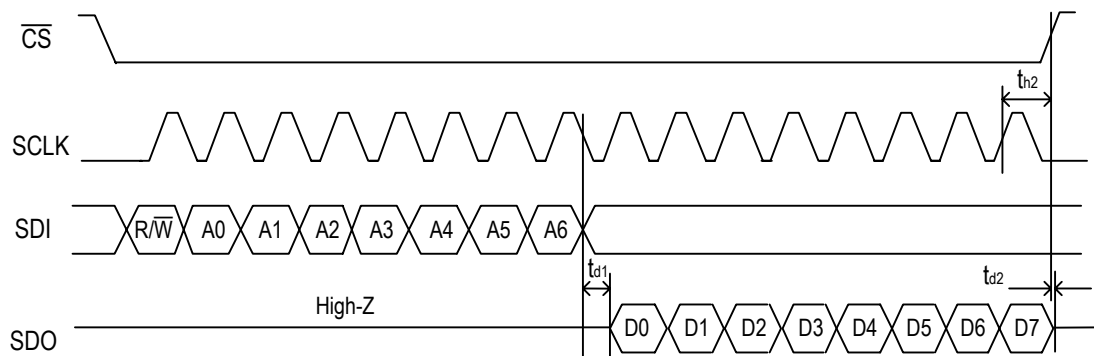 C̅S̅
th2
SCLK
SDI R/W̅ A0 A1 A2 A3 A4 A5 A6
td1 td2
High-Z
SDO D0 D1 D2 D3 D4 D5 D6 D7